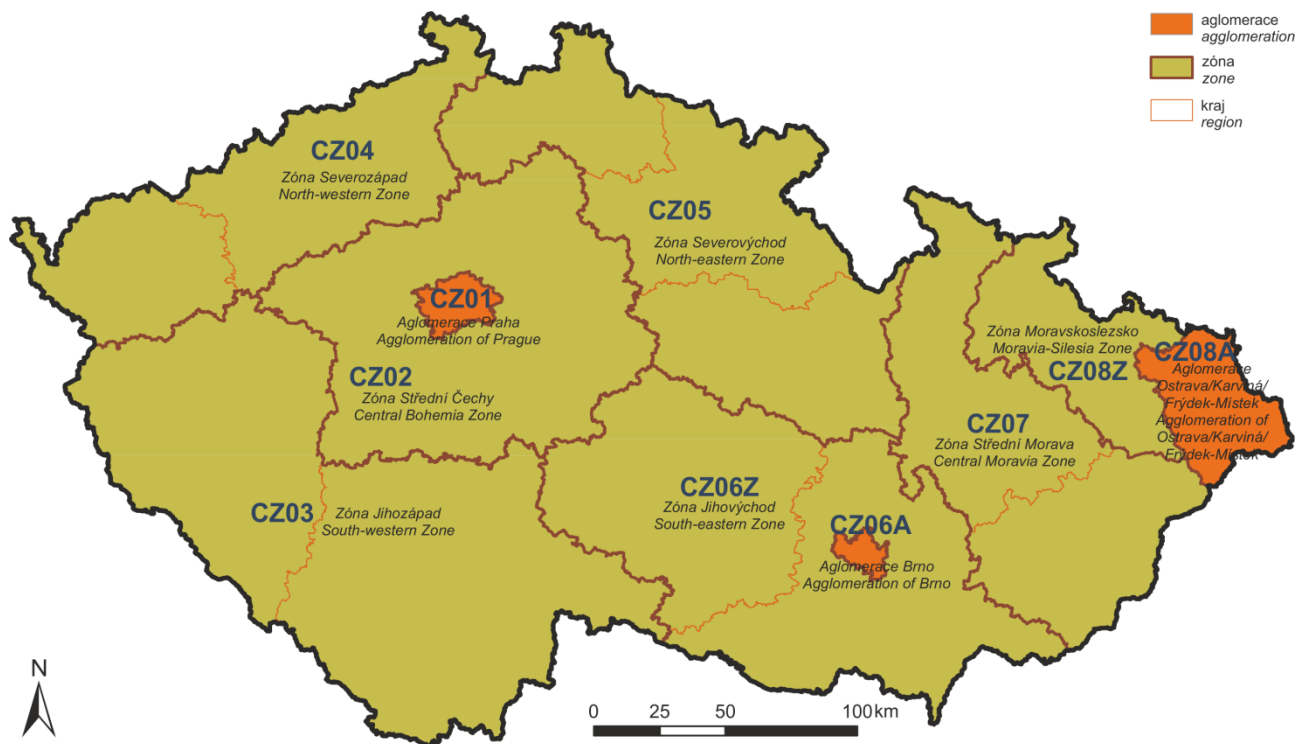 aglomerace
agglomeration
zóna
zone
kraj
region
CZ04
Zóna Severozápad
North-western Zone
CZ05
Zóna Severovýchod
North-eastern Zone
CZ01
Aglomerace Praha
Agglomeration of Prague
CZ02
Zóna Střední Čechy
Central Bohemia Zone
Zóna Moravskoslezsko
Moravia-Silesia Zone
CZ08Z
CZ08A
Aglomerace
Ostrava/Karviná/
Frýdek-Místek
Agglomeration of
Ostrava/Karviná/
Frýdek-Místek
CZ07
Zóna Střední Morava
Central Moravia Zone
CZ03
Zóna Jihozápad
South-western Zone
CZ06Z
Zóna Jihovýchod
South-eastern Zone
CZ06A
Aglomerace Brno
Agglomeration of Brno
N
0 25 50 100 km